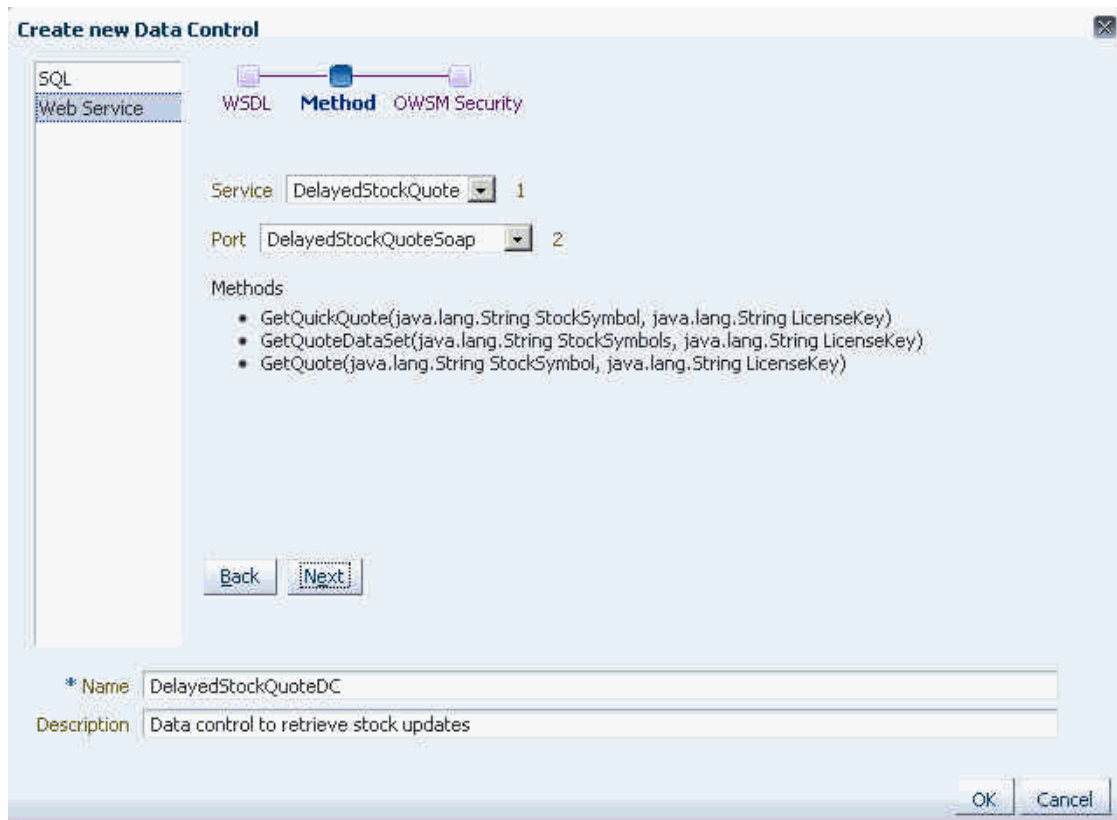 Create new Data Control
SQL
Web Service
WSDL Method OWSM Security
Service DelayedStockQuote 1
Port DelayedStockQuoteSoap 2
Methods
• GetQuickQuote(java.lang.String StockSymbol, java.lang.String LicenseKey)
• GetQuoteDataSet(java.lang.String StockSymbols, java.lang.String LicenseKey)
• GetQuote(java.lang.String StockSymbol, java.lang.String LicenseKey)
Back Next
* Name DelayedStockQuoteDC
Description Data control to retrieve stock updates
OK Cancel